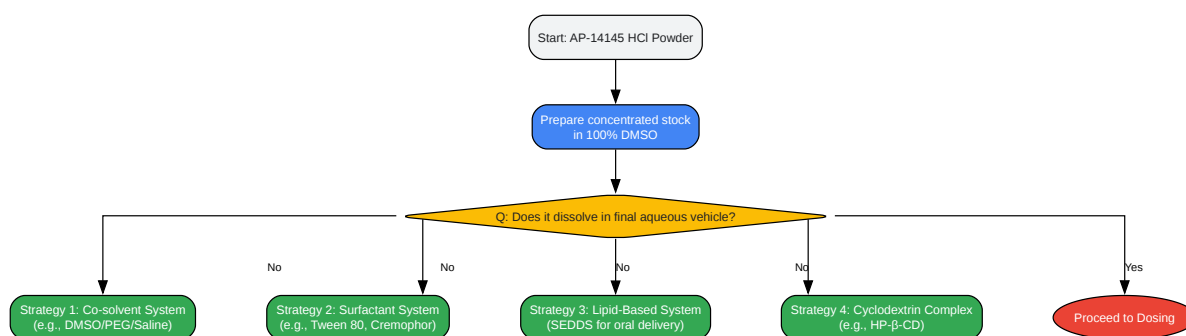 Start: AP-14145 HCl Powder
Prepare concentrated stock
in 100% DMSO
Q: Does it dissolve in final aqueous vehicle?
No
No
No
No
Yes
Strategy 1: Co-solvent System
(e.g., DMSO/PEG/Saline)
Strategy 2: Surfactant System
(e.g., Tween 80, Cremophor)
Strategy 3: Lipid-Based System
(SEDDS for oral delivery)
Strategy 4: Cyclodextrin Complex
(e.g., HP-β-CD)
Proceed to Dosing